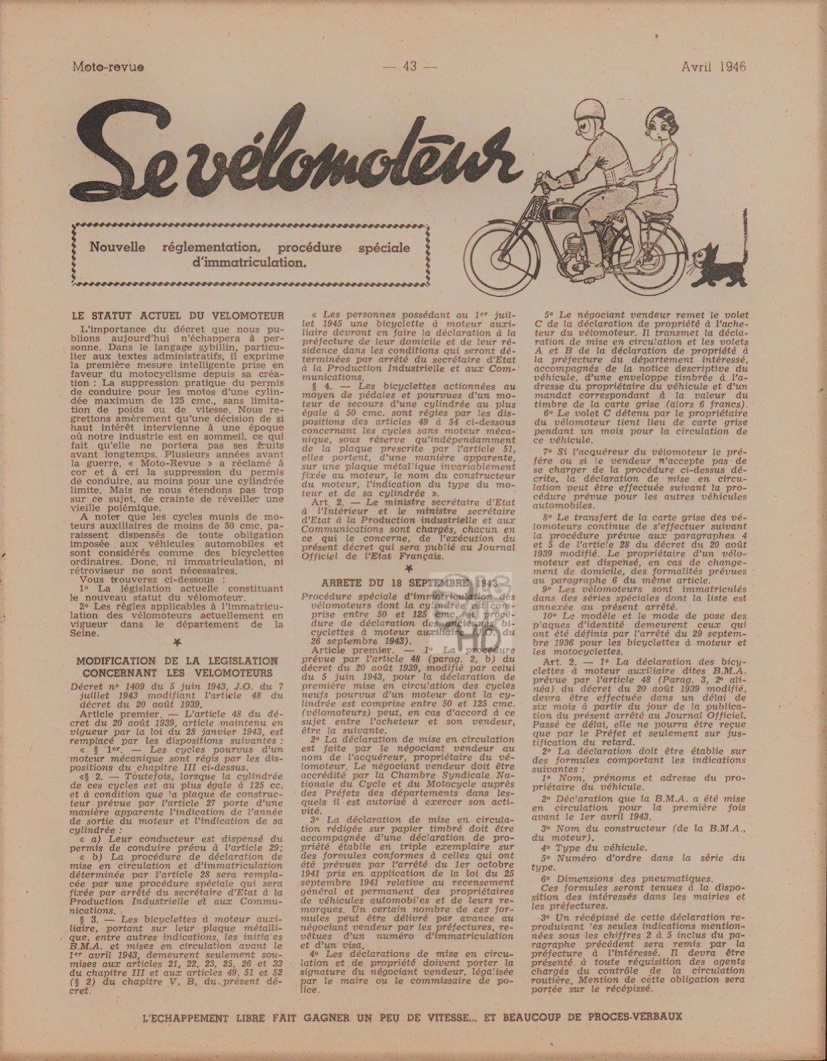 Moto-revue
— 43 —
Avril 1946
Le vélomoteur
Nouvelle réglementation, procédure spéciale
d'immatriculation.
LE STATUT ACTUEL DU VELOMOTEUR
L'importance du décret que nous pu-
blions aujourd'hui n'échappera à per-
sonne. Dans le langage sybillin, particu-
lier aux textes administratifs, il exprime
la première mesure intelligente prise en
faveur du motocyclisme depuis sa créa-
tion : La suppression pratique du permis
de conduire pour les motos d'une cylin-
drée maximum de 125 cmc., sans limita-
tion de poids ou de vitesse. Nous re-
grettons amèrement qu'une décision de si
haut intérêt intervienne à une époque
où notre industrie est en sommeil, ce qui
fait qu'elle ne portera pas ses fruits
avant longtemps. Plusieurs années avant
la guerre, « Moto-Revue » a réclamé à
cor et à cri la suppression du permis
de conduire, au moins pour une cylindrée
limite. Mais ne nous étendons pas trop
sur ce sujet, de crainte de réveiller une
vieille polémique.
A noter que les cycles munis de mo-
teurs auxiliaires de moins de 50 cmc, pa-
raissent dispensés de toute obligation
imposée aux véhicules automobiles et
sont considérés comme des bicyclettes
ordinaires. Donc, ni immatriculation, ni
rétroviseur ne sont nécessaires.
Vous trouverez ci-dessous :
1° La législation actuelle constituant
le nouveau statut du vélomoteur.
2° Les règles applicables à l'immatricu-
lation des vélomoteurs actuellement en
vigueur dans le département de la
Seine.
MODIFICATION DE LA LEGISLATION
CONCERNANT LES VELOMOTEURS
Décret n° 1409 du 5 juin 1943, J.O. du 7
juillet 1943 modifiant l'article 48 du
décret du 20 août 1939.
Article premier. — L'article 48 du dé-
cret du 20 août 1939, article maintenu en
vigueur par la loi du 28 janvier 1943, est
remplacé par les dispositions suivantes :
« § 1er. — Les cycles pourvus d'un
moteur mécanique sont régis par les dis-
positions du chapitre III ci-dessus.
«§ 2. — Toutefois, lorsque la cylindrée
de ces cycles est au plus égale à 125 cc.
et à condition que la plaque de construc-
teur prévue par l'article 27 porte d'une
manière apparente l'indication de l'année
de sortie du moteur et l'indication de sa
cylindrée :
« a) Leur conducteur est dispensé du
permis de conduire prévu à l'article 29;
« b) La procédure de déclaration de
mise en circulation et d'immatriculation
déterminée par l'article 28 sera rempla-
cée par une procédure spéciale qui sera
fixée par arrêté du secrétaire d'Etat à la
Production Industrielle et aux Commu-
nications.
§ 3. — Les bicyclettes à moteur auxi-
liaire, portant sur leur plaque métalli-
que, entre autres indications, les initiales
B.M.A. et mises en circulation avant le
1er avril 1943, demeurent seulement sou-
mises aux articles 21, 22, 23, 25, 26 et 33
du chapitre III et aux articles 49, 51 et 52
(§ 2) du chapitre V, B, du présent dé-
cret.
« Les personnes possédant au 1er juil-
let 1945 une bicyclette à moteur auxi-
liaire devront en faire la déclaration à la
préfecture de leur domicile et de leur ré-
sidence dans les conditions qui seront dé-
terminées par arrêté du secrétaire d'Etat
à la Production Industrielle et aux Com-
munications.
§ 4. — Les bicyclettes actionnées au
moyen de pédales et pourvues d'un mo-
teur de secours d'une cylindrée au plus
égale à 50 cmc. sont régies par les dis-
positions des articles 49 à 54 ci-dessous
concernant les cycles sans moteur méca-
nique, sous réserve qu'indépendamment
de la plaque prescrite par l'article 51,
elles portent, d'une manière apparente,
sur une plaque métallique invariablement
fixée au moteur, le nom du constructeur
du moteur, l'indication du type du mo-
teur et de sa cylindrée ».
Art. 2. — Le ministre secrétaire d'Etat
à l'Intérieur et le ministre secrétaire
d'Etat à la Production industrielle et aux
Communications sont chargés, chacun en
ce qui le concerne, de l'exécution du
présent décret qui sera publié au Journal
Officiel de l'Etat Français.
ARRETE DU 18 SEPTEMBRE 1943
Procédure spéciale d'immatriculation des
vélomoteurs dont la cylindrée est com-
prise entre 50 et 125 cmc. et procé-
dure de déclaration des anciennes bi-
cyclettes à moteur auxiliaire (J.O. du
26 septembre 1943).
Article premier. — 1° La procédure
prévue par l'article 48 (parag. 2, b) du
décret du 20 août 1939, modifié par celui
du 5 juin 1943, pour la déclaration de
première mise en circulation des cycles
neufs pourvus d'un moteur dont la cy-
lindrée est comprise entre 50 et 125 cmc.
(vélomoteurs) peut, en cas d'accord à ce
sujet entre l'acheteur et son vendeur,
être la suivante.
2° La déclaration de mise en circulation
est faite par le négociant vendeur au
nom de l'acquéreur, propriétaire du vé-
lomoteur. Le négociant vendeur doit être
accrédité par la Chambre Syndicale Na-
tionale du Cycle et du Motocycle auprès
des Préfets des départements dans les-
quels il est autorisé à exercer son acti-
vité.
3° La déclaration de mise en circula-
tion rédigée sur papier timbré doit être
accompagnée d'une déclaration de pro-
priété établie en triple exemplaire sur
des formules conformes à celles qui ont
été prévues par l'arrêté du 1er octobre
1941 pris en application de la loi du 25
septembre 1941 relative au recensement
général et permanent des propriétaires
de véhicules automobiles et de leurs re-
morques. Un certain nombre de ces for-
mules peut être délivré par avance au
négociant vendeur par les préfectures, re-
vêtues d'un numéro d'immatriculation
et d'un visa.
4° Les déclarations de mise en circu-
lation et de propriété doivent porter la
signature du négociant vendeur, légalisée
par le maire ou le commissaire de po-
lice.
5° Le négociant vendeur remet le volet
C de la déclaration de propriété à l'ache-
teur du vélomoteur. Il transmet la décla-
ration de mise en circulation et les volets
A et B de la déclaration de propriété à
la préfecture du département intéressé,
accompagnés de la notice descriptive du
véhicule, d'une enveloppe timbrée à l'a-
dresse du propriétaire du véhicule et d'un
mandat correspondant à la valeur du
timbre de la carte grise (alors 6 francs).
6° Le volet C détenu par le propriétaire
du vélomoteur tient lieu de carte grise
pendant un mois pour la circulation de
ce véhicule.
7° Si l'acquéreur du vélomoteur le pré-
fère ou si le vendeur n'accepte pas de
se charger de la procédure ci-dessus dé-
crite, la déclaration de mise en circu-
lation peut être effectuée suivant la pro-
cédure prévue pour les autres véhicules
automobiles.
8° Le transfert de la carte grise des vé-
lomoteurs continue de s'effectuer suivant
la procédure prévue aux paragraphes 4
et 5 de l'article 28 du décret du 20 août
1939 modifié. Le propriétaire d'un vélo-
moteur est dispensé, en cas de change-
ment de domicile, des formalités prévues
au paragraphe 6 du même article.
9° Les vélomoteurs sont immatriculés
dans des séries spéciales dont la liste est
annexée au présent arrêté.
10° Le modèle et le mode de pose des
plaques d'identité demeurent ceux qui
ont été définis par l'arrêté du 29 septem-
bre 1936 pour les bicyclettes à moteur et
les motocyclettes.
Art. 2. — 1° La déclaration des bicy-
clettes à moteur auxiliaire dites B.M.A.
prévue par l'article 48 (Parag. 3, 2e ali-
néa) du décret du 20 août 1939 modifié,
devra être effectuée dans un délai de
six mois à partir du jour de la publica-
tion du présent arrêté au Journal Officiel.
Passé ce délai, elle ne pourra être reçue
que par le Préfet et seulement sur jus-
tification du retard.
2° La déclaration doit être établie sur
des formules comportant les indications
suivantes :
1° Nom, prénoms et adresse du pro-
priétaire du véhicule.
2° Déclaration que la B.M.A. a été mise
en circulation pour la première fois
avant le 1er avril 1943.
3° Nom du constructeur (de la B.M.A.,
du moteur).
4° Type du véhicule.
5° Numéro d'ordre dans la série du
type.
6° Dimensions des pneumatiques.
Ces formules seront tenues à la dispo-
sition des intéressés dans les mairies et
les préfectures.
3° Un récépissé de cette déclaration re-
produisant les seules indications mention-
nées sous les chiffres 2 à 5 inclus du pa-
ragraphe précédent sera remis par la
préfecture à l'intéressé. Il devra être
présenté à toute réquisition des agents
chargés du contrôle de la circulation
routière. Mention de cette obligation sera
portée sur le récépissé.
L'ECHAPPEMENT LIBRE FAIT GAGNER UN PEU DE VITESSE... ET BEAUCOUP DE PROCES-VERBAUX